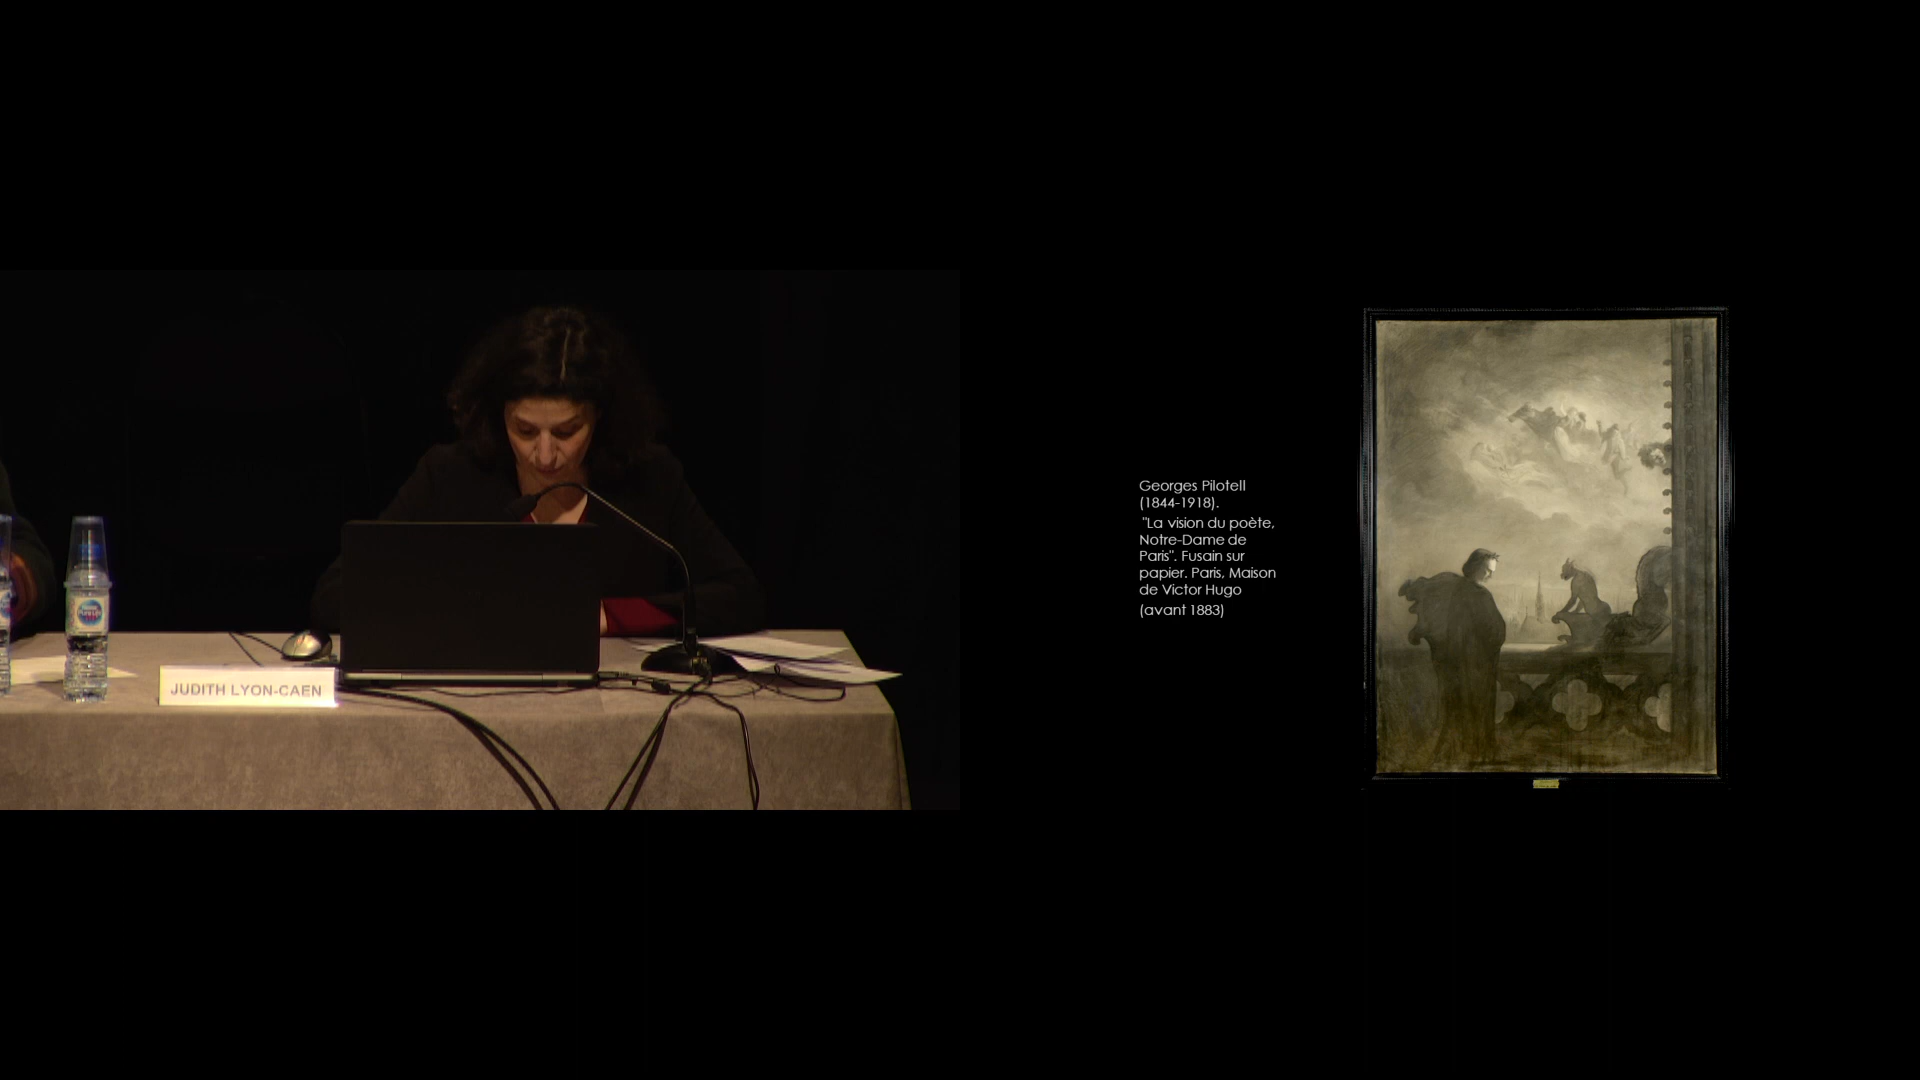 JUDITH LYON-CAEN
Georges Pilotell
(1844-1918).
"La vision du poète,
Notre-Dame de
Paris". Fusain sur
papier. Paris, Maison
de Victor Hugo
(avant 1883)